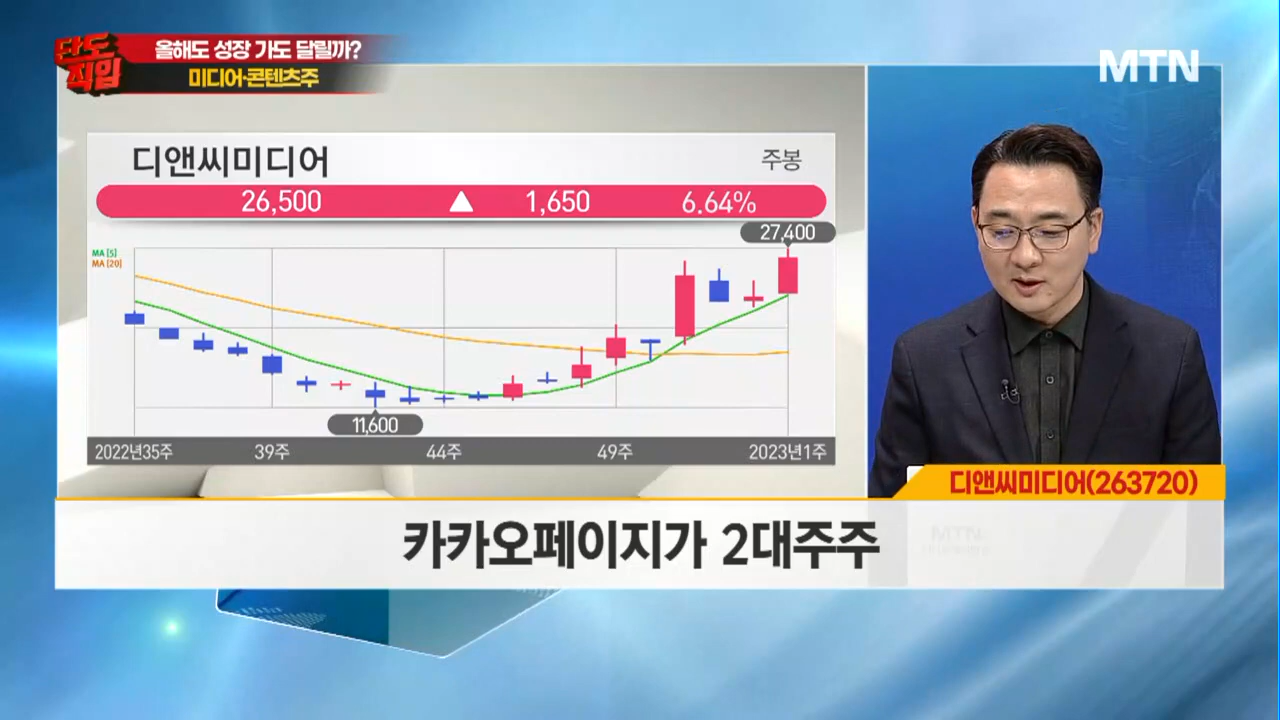 단도
직입
올해도 성장 가도 달릴까?
미디어·콘텐츠주
MTN
디앤씨미디어
주봉
26,500 ▲ 1,650 6.64%
27,400
MA [5]
MA [20]
11,600
2022년35주 39주 44주 49주 2023년1주
디앤씨미디어(263720)
카카오페이지가 2대주주
MTN